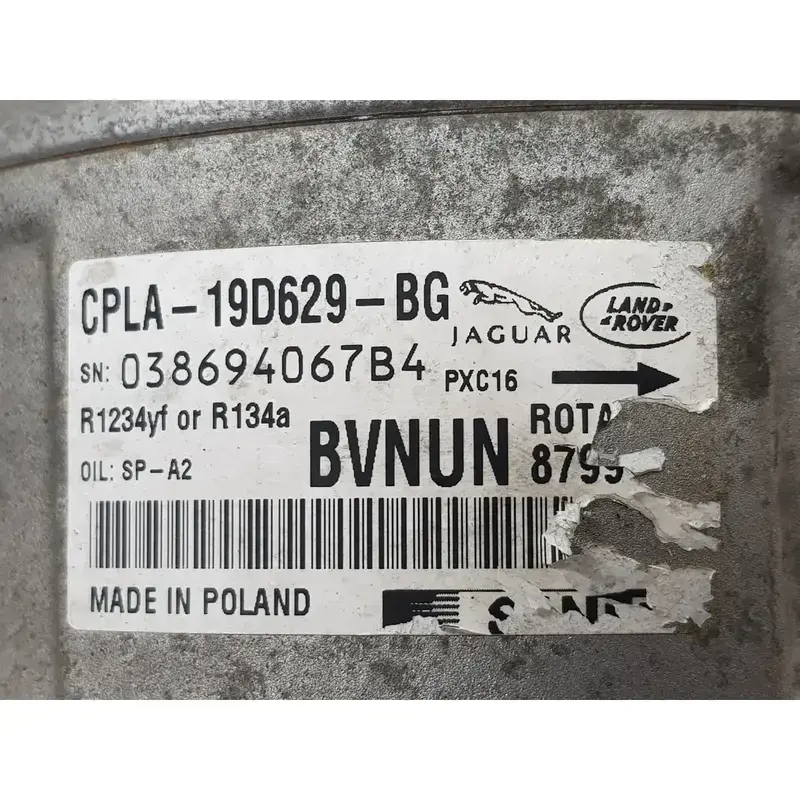 CPLA-19D629-BG
JAGUAR
LAND
ROVER
SN: 038694067B4
PXC16
R1234yf or R134a
OIL: SP-A2
BVNUN
MADE IN POLAND